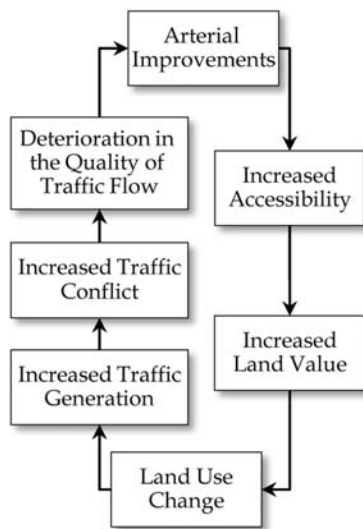 Arterial
Improvements
Deterioration in
the Quality of
Traffic Flow
Increased
Accessibility
Increased Traffic
Conflict
Increased
Land Value
Increased Traffic
Generation
Land Use
Change